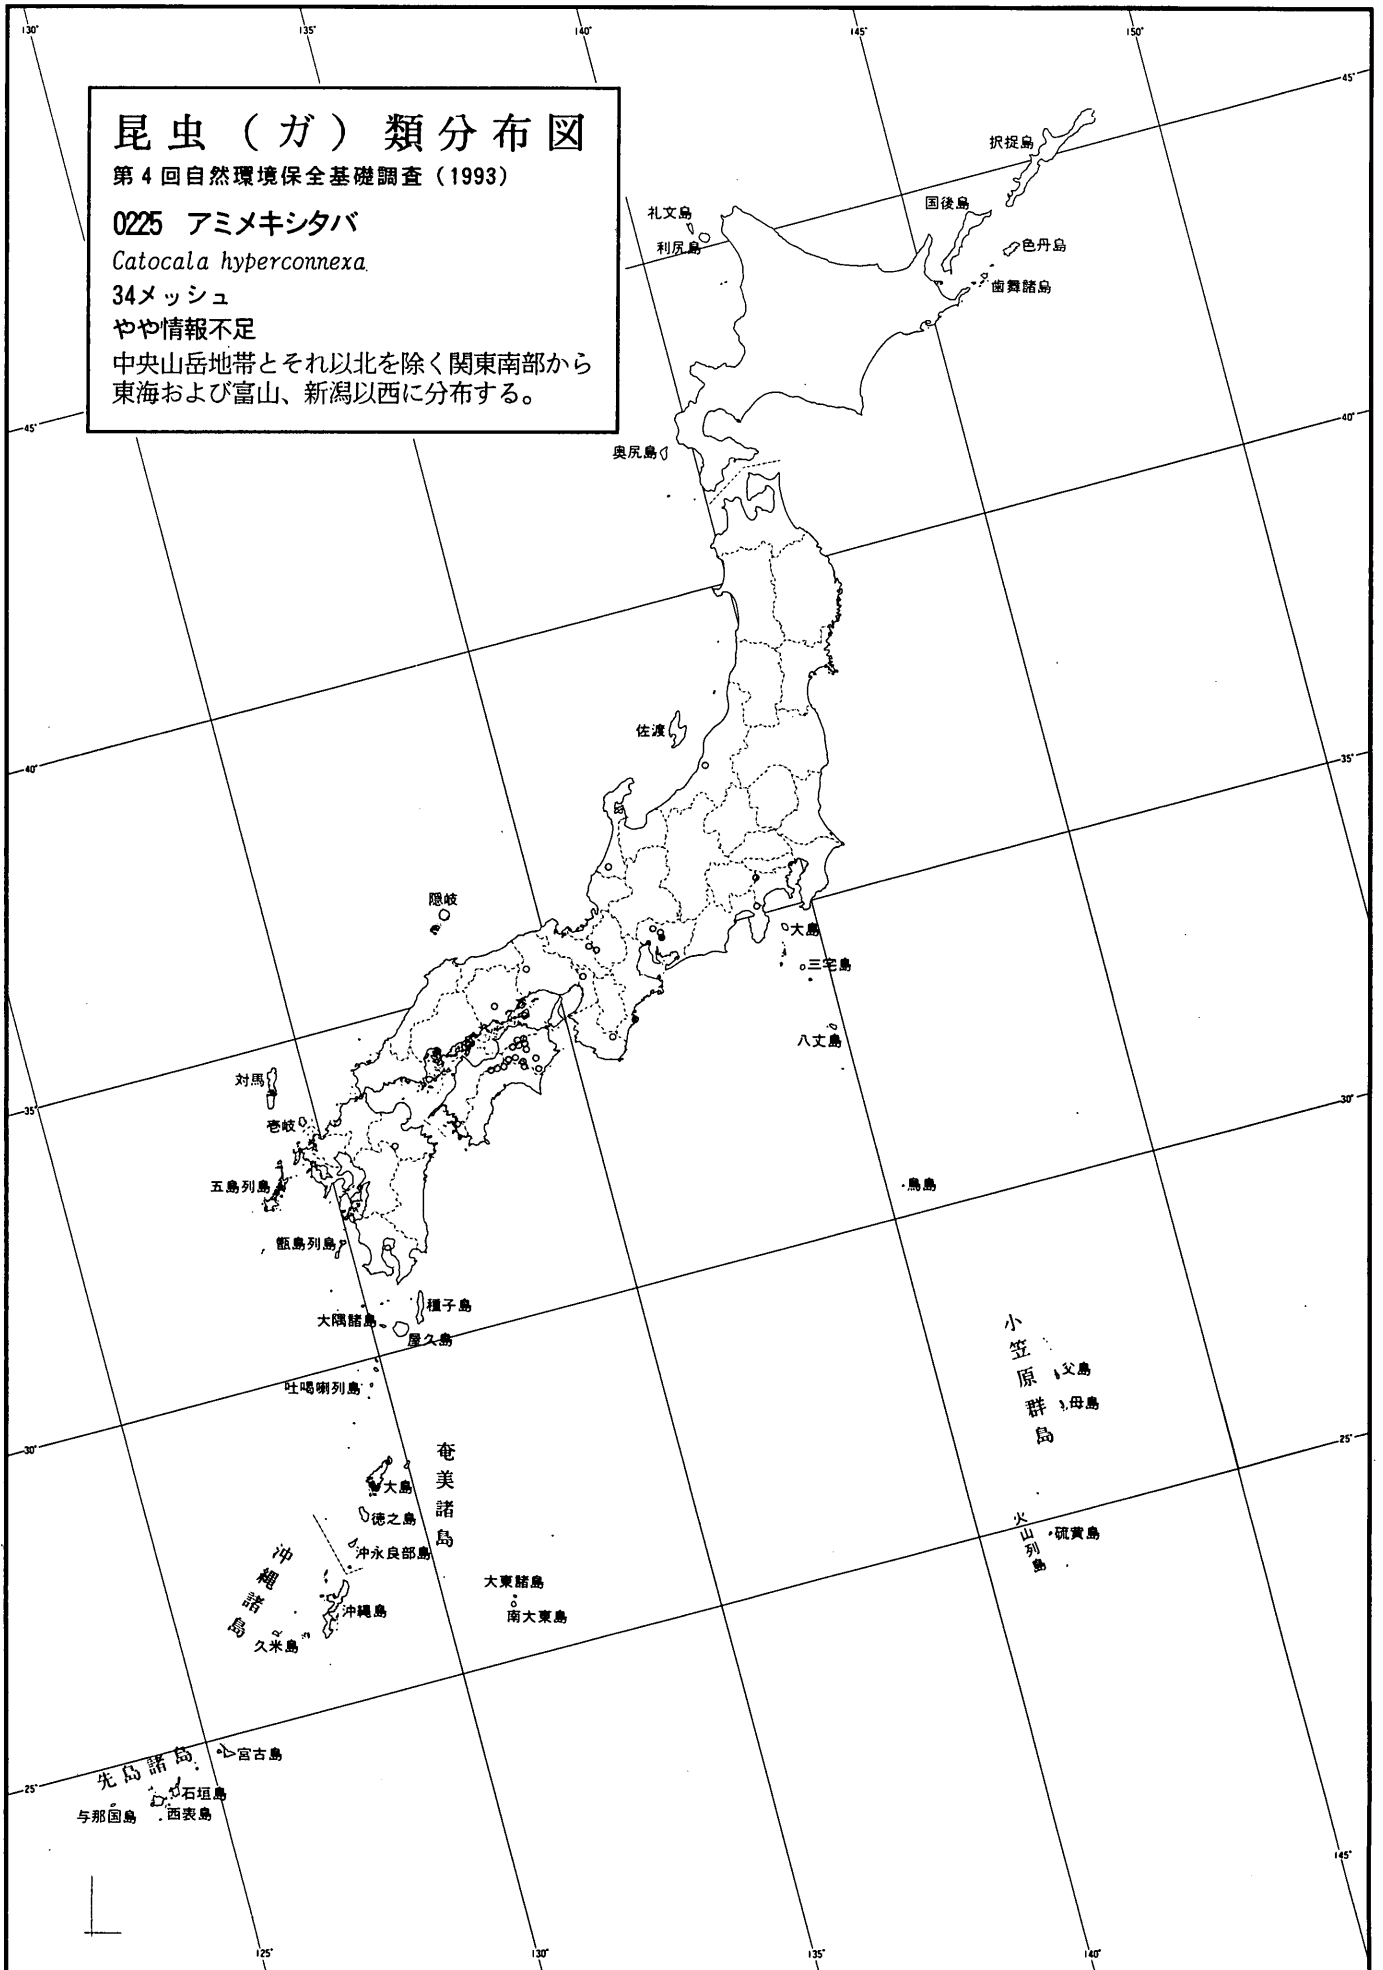 130°
135°
140°
145°
150°
昆虫（ガ）類分布図
第4回自然環境保全基礎調査（1993）
0225 アミメキシタバ
Catocala hyperconnexa
34メッシュ
やや情報不足
中央山岳地帯とそれ以北を除く関東南部から
東海および富山、新潟以西に分布する。
45°
択捉島
国後島
礼文島
利尻島
色丹島
歯舞諸島
45°
40°
奥尻島
佐渡
40°
35°
隠岐
大島
三宅島
八丈島
対馬
35°
壱岐
30°
五島列島
鳥島
甑島列島
種子島
大隅諸島
屋久島
吐噶喇列島
小笠原群島
父島
母島
30°
25°
奄美諸島
大島
徳之島
沖永良部島
火山列島
硫黄島
沖縄諸島
大東諸島
沖縄島
南大東島
久米島
先島諸島
宮古島
25°
石垣島
与那国島
西表島
145°
125°
130°
135°
140°